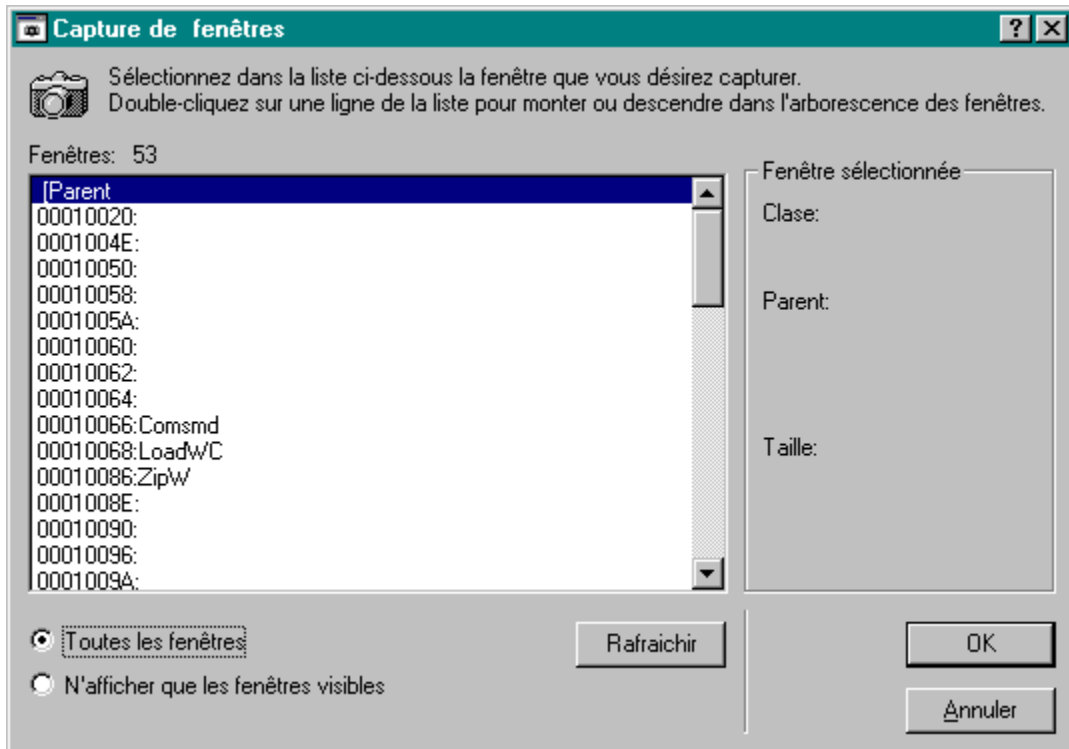 Capture de fenêtres
Sélectionnez dans la liste ci-dessous la fenêtre que vous désirez capturer.
Double-cliquez sur une ligne de la liste pour monter ou descendre dans l'arborescence des fenêtres.
Fenêtres: 53
[Parent
00010020:
0001004E:
00010050:
00010058:
0001005A:
00010060:
00010062:
00010064:
00010066:Comsmd
00010068:LoadWC
00010086:ZipW
0001008E:
00010090:
00010096:
0001009A:
Fenêtre sélectionnée
Clase:
Parent:
Taille:
Toutes les fenêtres
N'afficher que les fenêtres visibles
Rafraichir
OK
Annuler